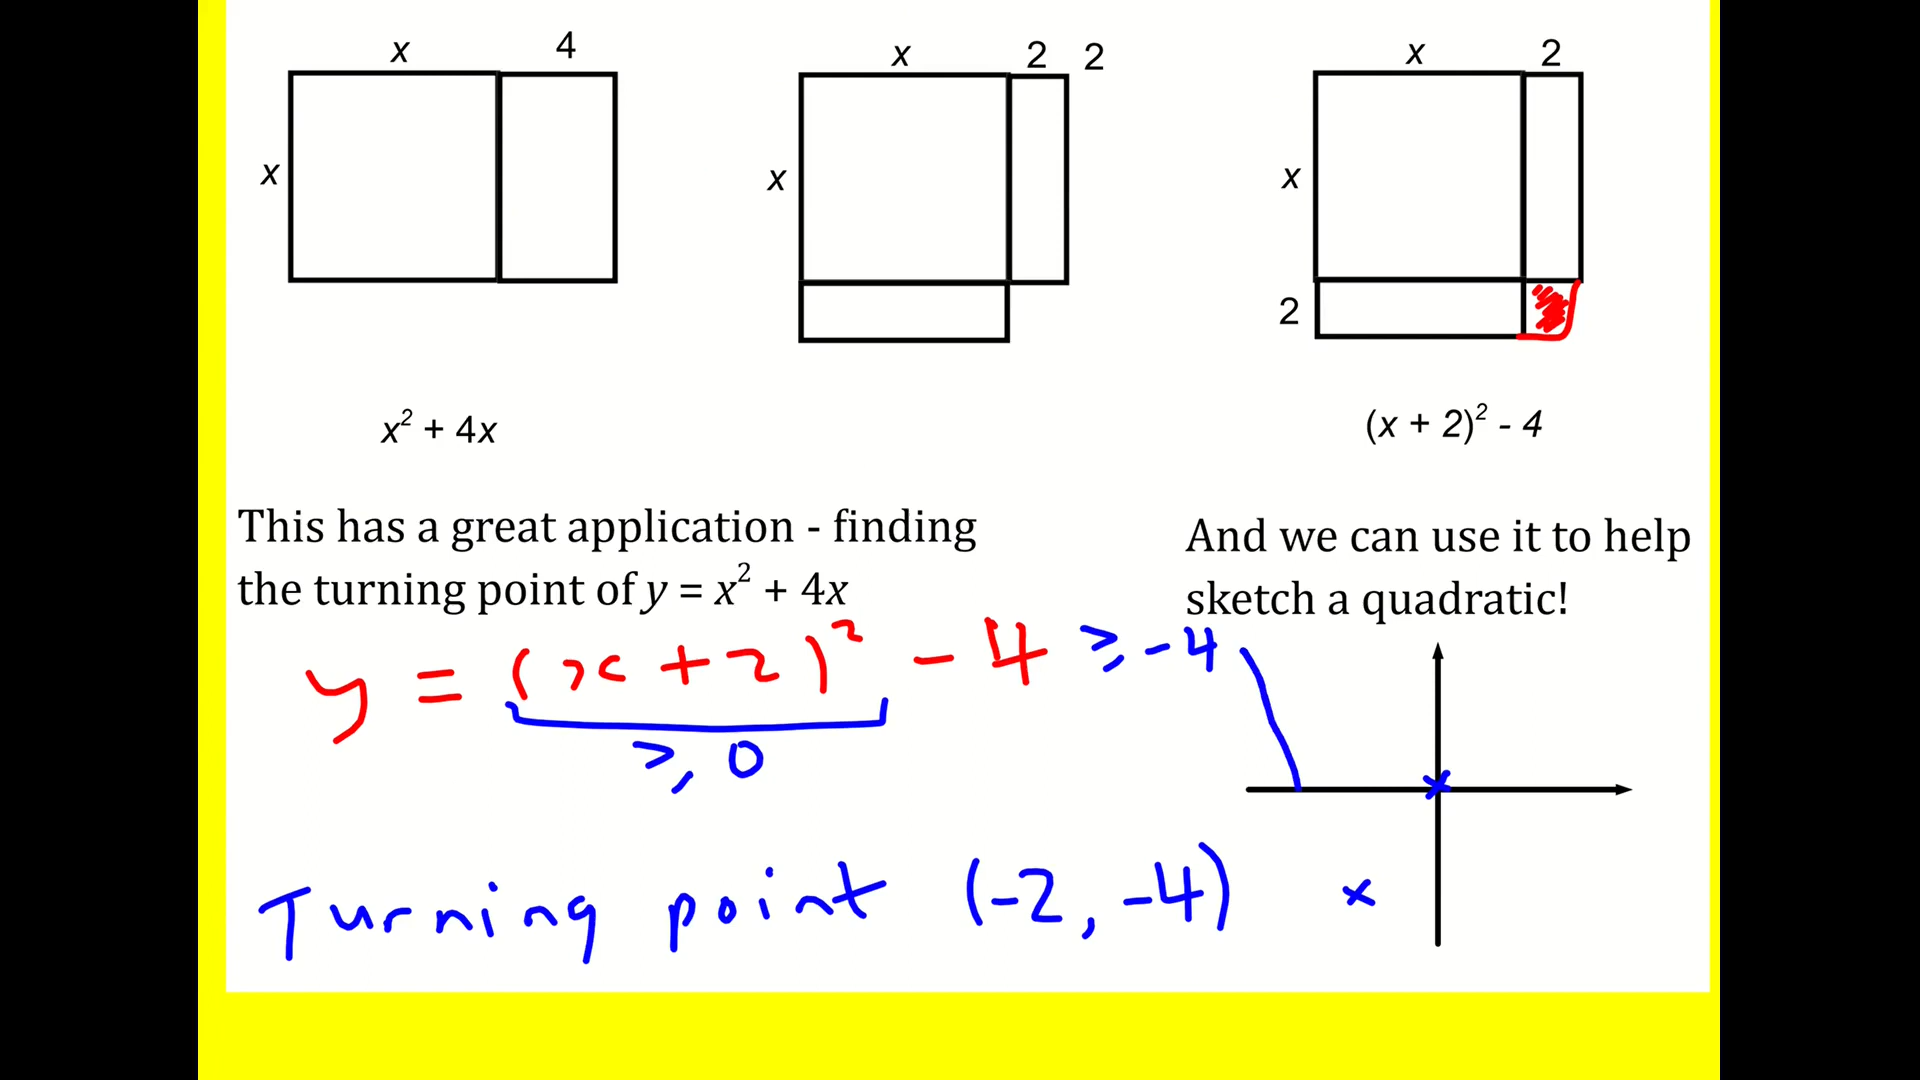 x 4
x
x² + 4x
x 2 2
x
x 2
x
2
(x + 2)² - 4
This has a great application - finding
the turning point of y = x² + 4x
And we can use it to help
sketch a quadratic!
y = (x + 2)² - 4 ≥ -4
≥ 0
Turning point (-2, -4)